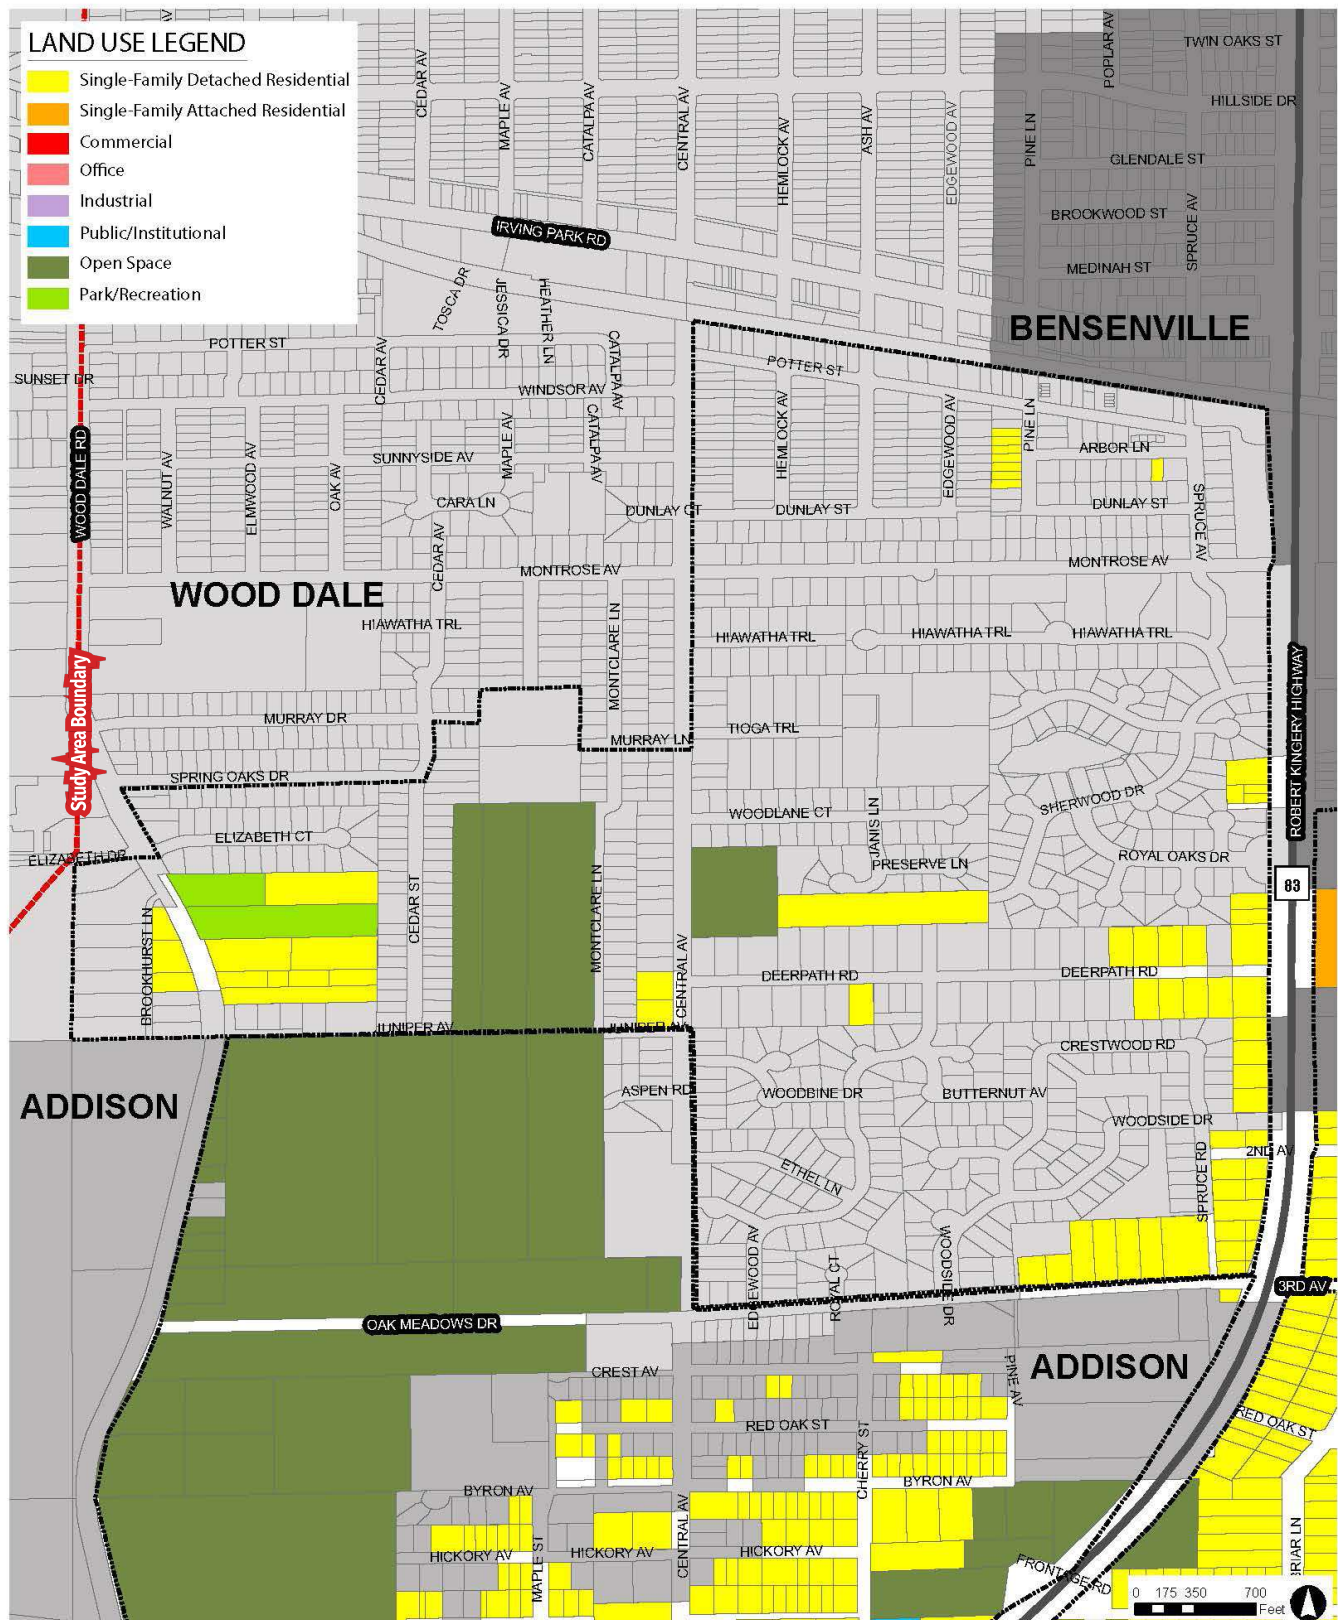 LAND USE LEGEND
Single-Family Detached Residential
Single-Family Attached Residential
Commercial
Office
Industrial
Public/Institutional
Open Space
Park/Recreation
AV
CEDAR AV
MAPLE AV
CATALPA AV
CENTRAL AV
HEMLOCK AV
ASH AV
EDGEWOOD AV
PINE LN
POPLAR AV
TWIN OAKS ST
HILLSIDE DR
GLENDALE ST
BROOKWOOD ST
SPRUCE AV
MEDINAH ST
IRVING PARK RD
TOSCA DR
JESSICA DR
HEATHER LN
CATALPA AV
BENSENVILLE
POTTER ST
POTTER ST
SUNSET DR
CEDAR AV
WINDSOR AV
CATALPA AV
MAPLE AV
HEMLOCK AV
EDGEWOOD AV
PINE LN
ARBOR LN
WOOD DALE RD
WALNUT AV
ELMWOOD AV
OAK AV
SUNNYSIDE AV
CARA LN
DUNLAY CT
DUNLAY ST
DUNLAY ST
SPRUCE AV
CEDAR AV
MONTROSE AV
MONTROSE AV
WOOD DALE
HIAWATHA TRL
MONTCLARE LN
HIAWATHA TRL
HIAWATHA TRL
HIAWATHA TRL
ROBERT KINGERY HIGHWAY
Study Area Boundary
MURRAY DR
MURRAY LN
TIOGA TRL
SPRING OAKS DR
SHERWOOD DR
WOODLANE CT
JANIS LN
ELIZABETH CT
ELIZABETH DR
PRESERVE LN
ROYAL OAKS DR
83
BROOKHURST LN
CEDAR ST
MONTCLARE LN
CENTRAL AV
DEERPATH RD
DEERPATH RD
JUNIPER AV
JUNIPER AV
CRESTWOOD RD
ASPEN RD
WOODBINE DR
BUTTERNUT AV
ADDISON
WOODSIDE DR
2ND AV
ETHEL LN
SPRUCE RD
EDGEWOOD AV
ROYAL CT
WOODSIDE DR
3RD AV
OAK MEADOWS DR
CREST AV
PINE AV
ADDISON
RED OAK ST
CHERRY ST
RED OAK ST
BYRON AV
BYRON AV
CENTRAL AV
MAPLE ST
HICKORY AV
HICKORY AV
HICKORY AV
BRIAR LN
FRONTAGE RD
0 175 350 700
Feet